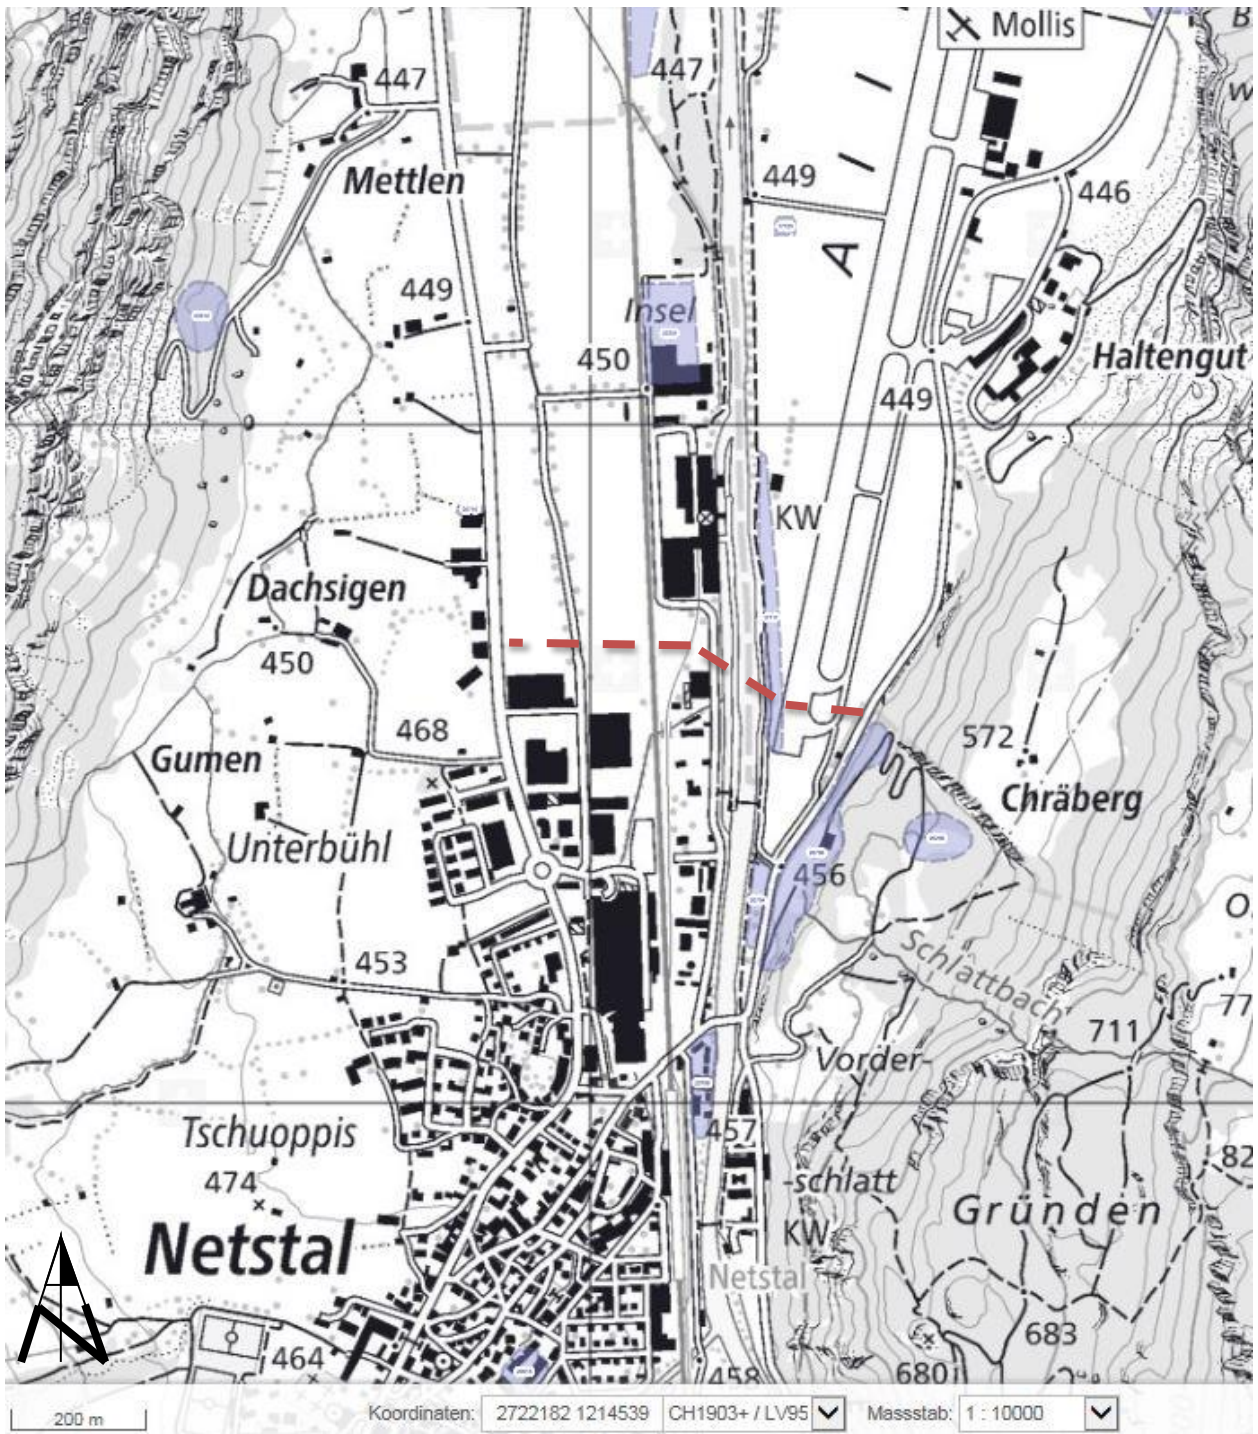 Mollis
B
w
447
447
Mettlen
449
446
A
449
Insel
450
Haltengut
449
KW
Dachsigen
450
468
572
Gumen
Chräberg
Unterbühl
456
O
453
Schlattbach
77
711
Vorder-
Tschuoppis
457
82
474
-schlatt
Gründen
Netstal
KW
Netstal
683
464
680
458
200 m
Koordinaten: 2722182 1214539 CH1903+ / LV95 Massstab: 1 : 10000